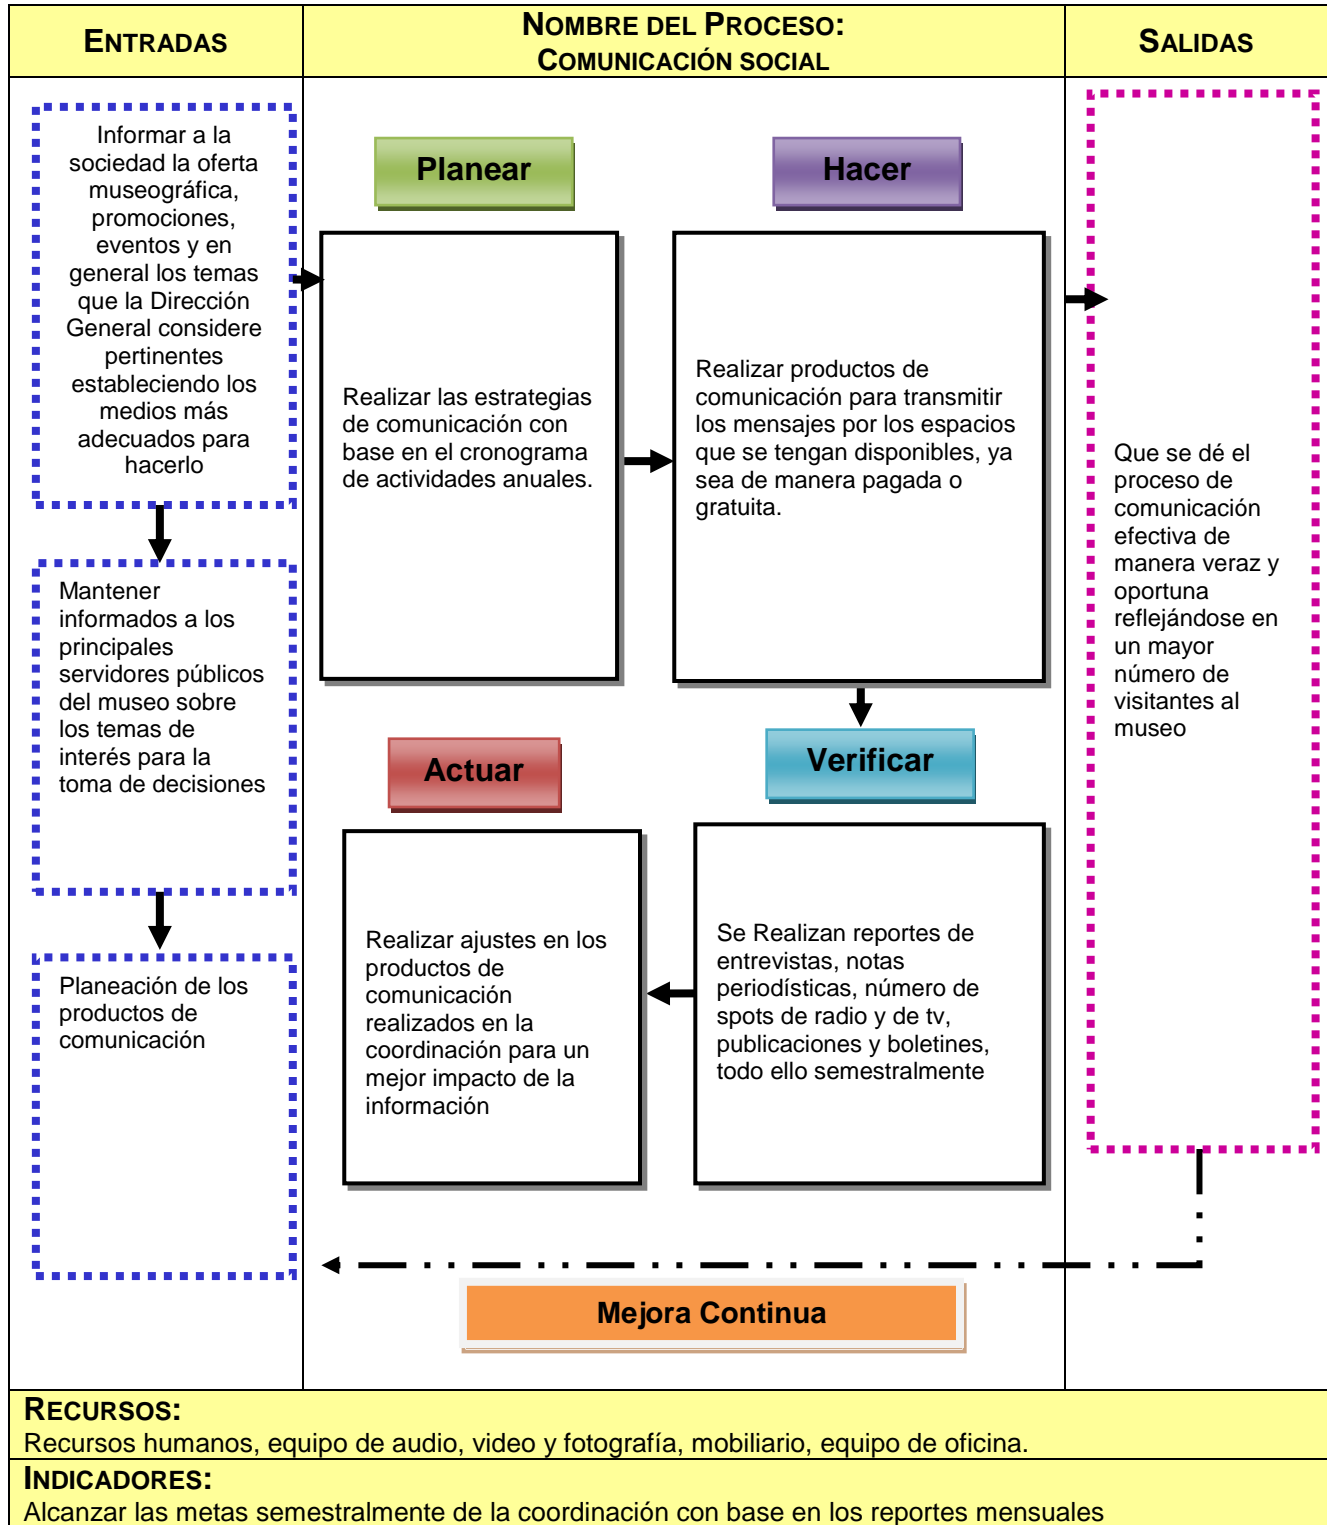 ENTRADAS
NOMBRE DEL PROCESO:
COMUNICACIÓN SOCIAL
SALIDAS
Informar a la
sociedad la oferta
museográfica,
promociones,
eventos y en
general los temas
que la Dirección
General considere
pertinentes
estableciendo los
medios más
adecuados para
hacerlo
Mantener
informados a los
principales
servidores públicos
del museo sobre
los temas de
interés para la
toma de decisiones
Planeación de los
productos de
comunicación
Planear
Realizar las estrategias
de comunicación con
base en el cronograma
de actividades anuales.
Hacer
Realizar productos de
comunicación para transmitir
los mensajes por los espacios
que se tengan disponibles, ya
sea de manera pagada o
gratuita.
Verificar
Se Realizan reportes de
entrevistas, notas
periodísticas, número de
spots de radio y de tv,
publicaciones y boletines,
todo ello semestralmente
Actuar
Realizar ajustes en los
productos de
comunicación
realizados en la
coordinación para un
mejor impacto de la
información
Que se dé el
proceso de
comunicación
efectiva de
manera veraz y
oportuna
reflejándose en
un mayor
número de
visitantes al
museo
Mejora Continua
RECURSOS:
Recursos humanos, equipo de audio, video y fotografía, mobiliario, equipo de oficina.
INDICADORES:
Alcanzar las metas semestralmente de la coordinación con base en los reportes mensuales